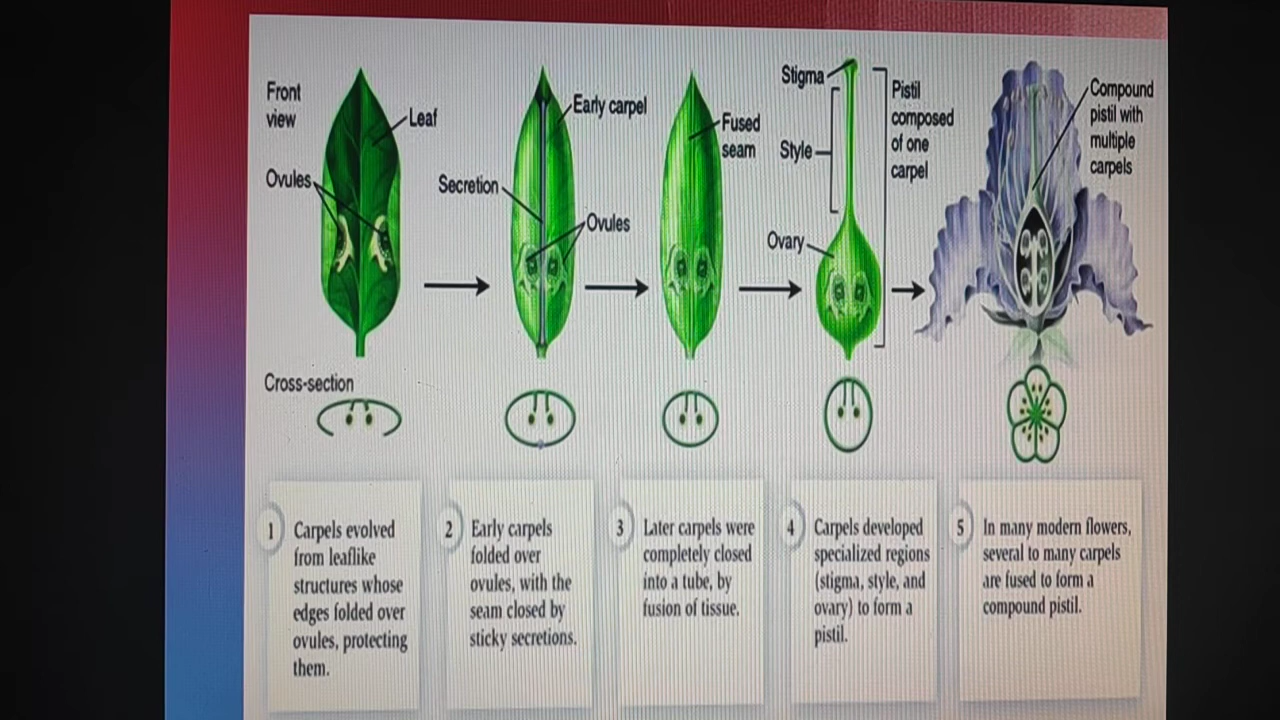 Front
view
Leaf
Ovules
Early carpel
Secretion
Ovules
Fused
seam
Stigma
Style
Ovary
Pistil
composed
of one
carpel
Compound
pistil with
multiple
carpels
Cross-section
1 Carpels evolved
from leaflike
structures whose
edges folded over
ovules, protecting
them.
2 Early carpels
folded over
ovules, with the
seam closed by
sticky secretions.
3 Later carpels were
completely closed
into a tube, by
fusion of tissue.
4 Carpels developed
specialized regions
(stigma, style, and
ovary) to form a
pistil.
5 In many modern flowers,
several to many carpels
are fused to form a
compound pistil.